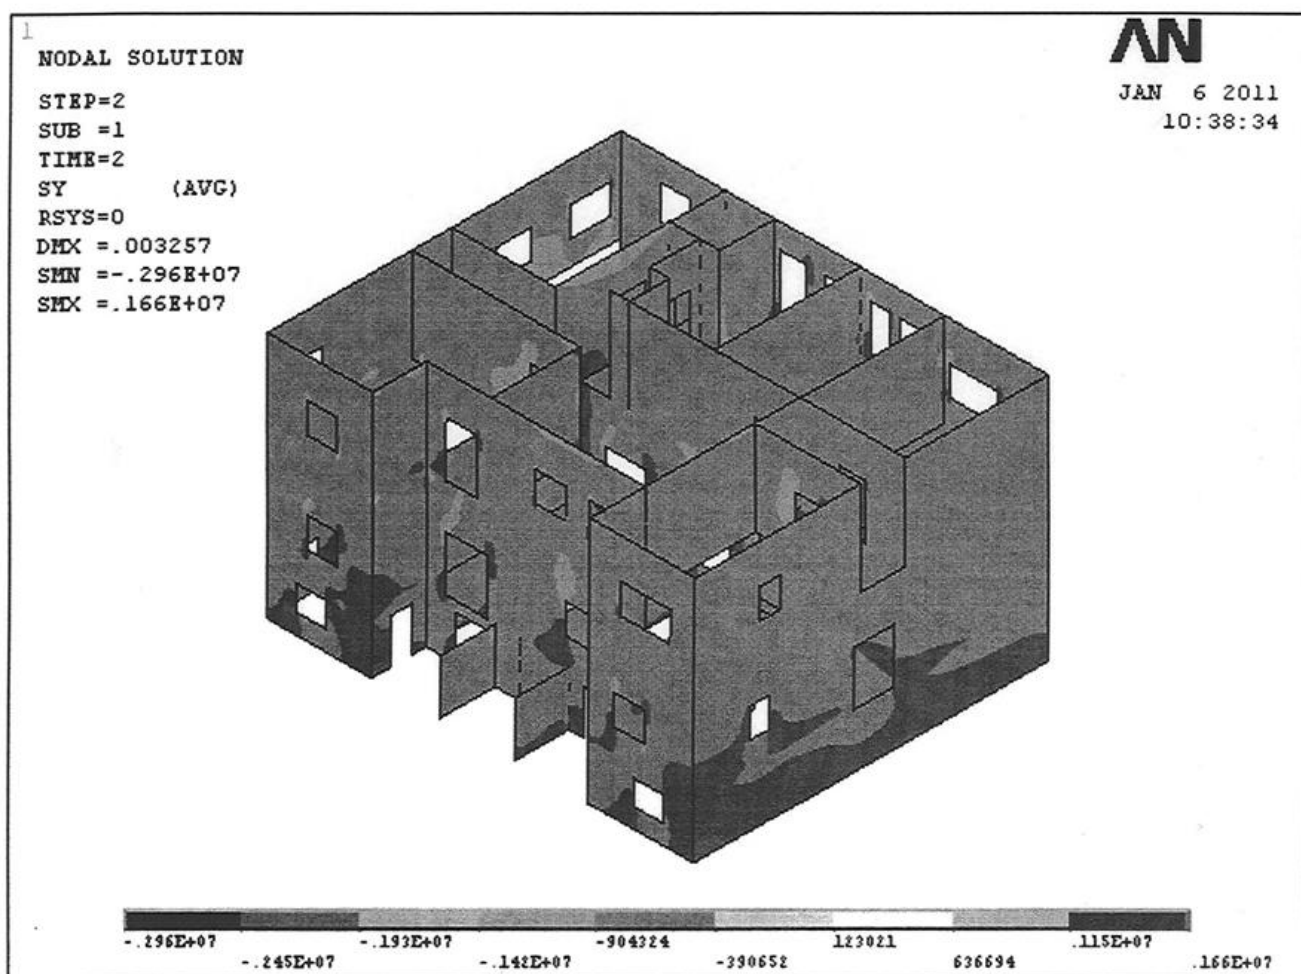 1
NODAL SOLUTION
STEP=2
SUB =1
TIME=2
SY (AVG)
RSYS=0
DMX =.003257
SMN =-.296E+07
SMX =.166E+07
AN
JAN 6 2011
10:38:34
-.296E+07 -.193E+07 -904324 123021 .115E+07
-.245E+07 -.142E+07 -390652 636694 .166E+07